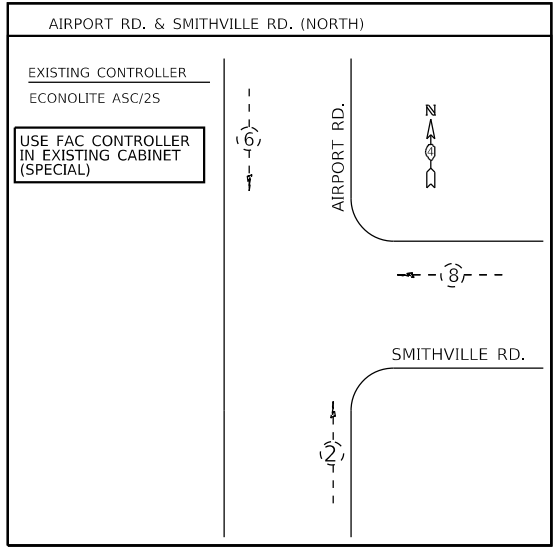 AIRPORT RD. & SMITHVILLE RD. (NORTH)
EXISTING CONTROLLER
ECONOLITE ASC/2S
USE FAC CONTROLLER
IN EXISTING CABINET
(SPECIAL)
6
AIRPORT RD.
N
4
8
SMITHVILLE RD.
2